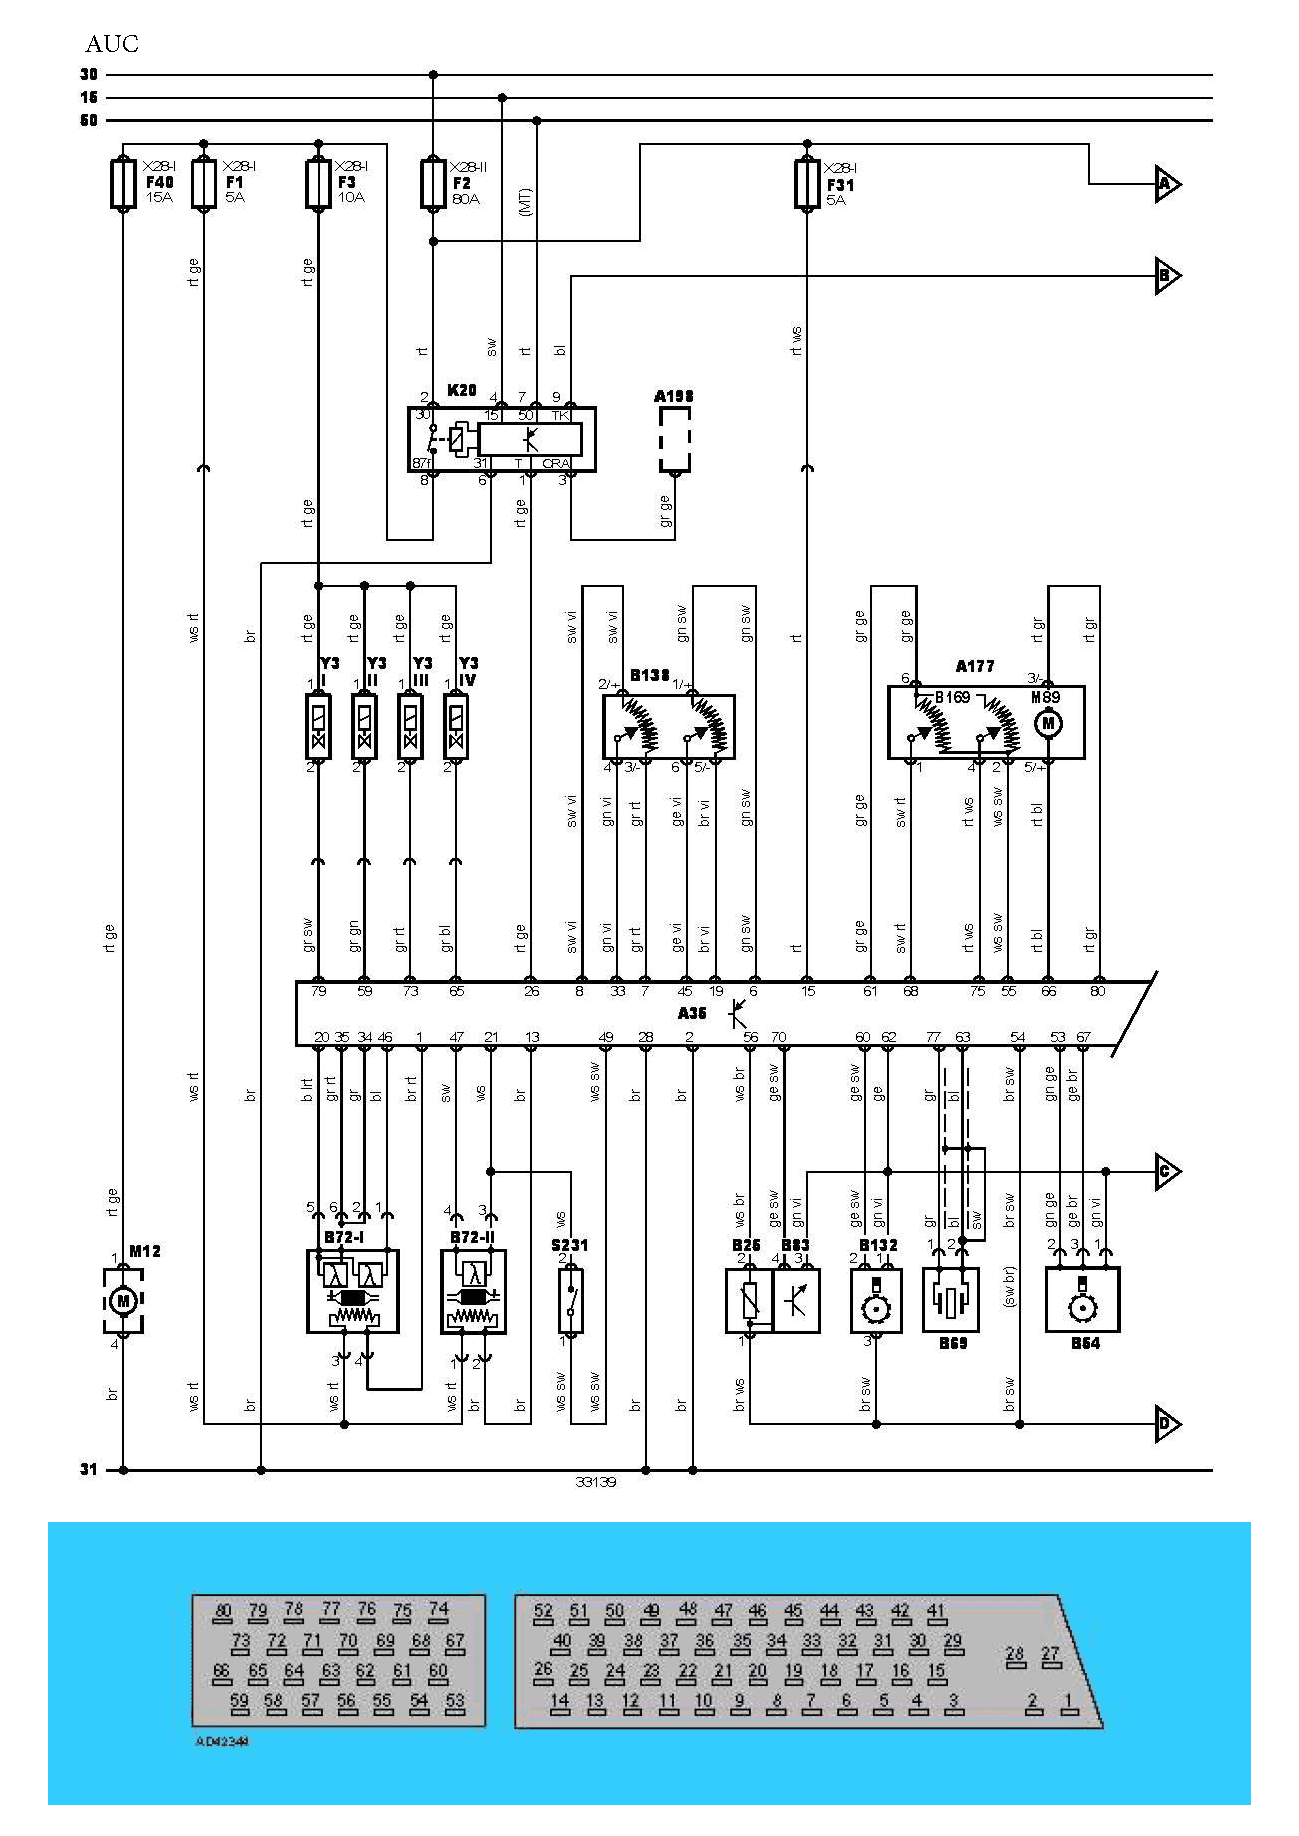 AUC
30
15
50
X28-I X28-I X28-I X28-II X28-I
F40 F1 F3 F2 F31
15A 5A 10A 80A 5A
A
(MT)
B
rt ge rt ge
rt sw rt bl rt ws
K20 A198
2 4 7 9
30 15 50 TK
87f 31 T CRA
8 6 1 3
rt ge rt ge gr ge
ws rt br rt ge rt ge rt ge rt ge sw vi sw vi gn sw rt gr ge gr ge rt gr rt gr
Y3 Y3 Y3 Y3
I II III IV
1 1 1 1
B138
2/+ 1/+
A177
6 3/-
B169 M89
M
2 2 2 2
4 3/- 6 5/-
1 4 2 5/+
sw vi gn vi gr rt ge vi br vi gn sw gr ge sw rt rt ws ws sw rt bl
rt ge gr sw gr gn gr rt gr bl rt ge sw vi gn vi gr rt ge vi br vi gn sw rt gr ge sw rt rt ws ws sw rt bl rt gr
79 59 73 65 26 8 33 7 45 19 6 15 61 68 75 55 66 80
A35
20 35 34 46 1 47 21 13 49 28 2 56 70 60 62 77 63 54 53 67
ws rt br bl rt gr rt gr bl br rt sw ws br ws sw br br ws br ge sw ge sw ge gr bl br sw gn ge ge br
C
rt ge ws ws br ge sw gn vi ge sw gn vi gr bl sw br sw gn ge ge br gn vi
5 6 2 1 4 3
M12 B72-I B72-II S231 B25 B83 B132
1 2 2 4 3 2 1 1 2 2 3 1
M
(sw br)
4 1 3
B69 B54
3 4 1 2
br ws rt ws rt ws rt br br ws sw ws sw br br br ws br sw br sw
D
31
33139
80 79 78 77 76 75 74 52 51 50 49 48 47 46 45 44 43 42 41
73 72 71 70 69 68 67 40 39 38 37 36 35 34 33 32 31 30 29
28 27
66 65 64 63 62 61 60 26 25 24 23 22 21 20 19 18 17 16 15
59 58 57 56 55 54 53 14 13 12 11 10 9 8 7 6 5 4 3 2 1
AD42344